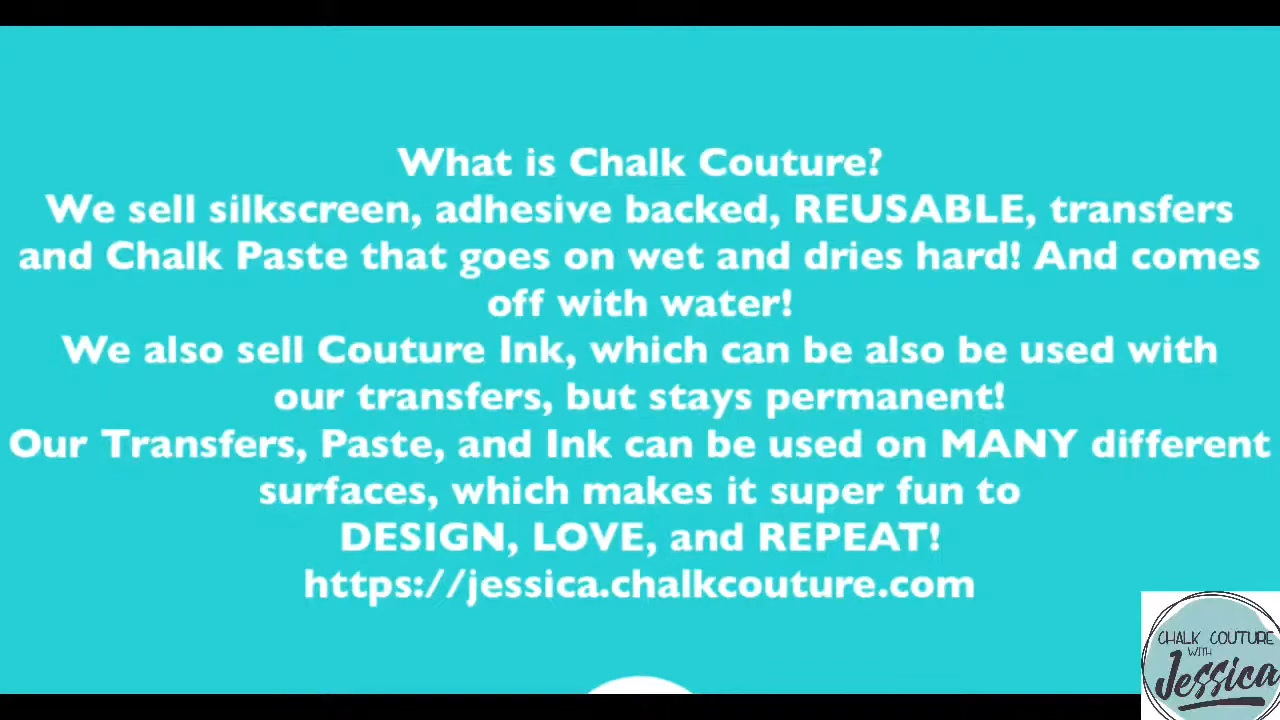 What is Chalk Couture?
We sell silkscreen, adhesive backed, REUSABLE, transfers
and Chalk Paste that goes on wet and dries hard! And comes
off with water!
We also sell Couture Ink, which can be also be used with
our transfers, but stays permanent!
Our Transfers, Paste, and Ink can be used on MANY different
surfaces, which makes it super fun to
DESIGN, LOVE, and REPEAT!
https://jessica.chalkcouture.com
CHALK COUTURE
WITH
Jessica